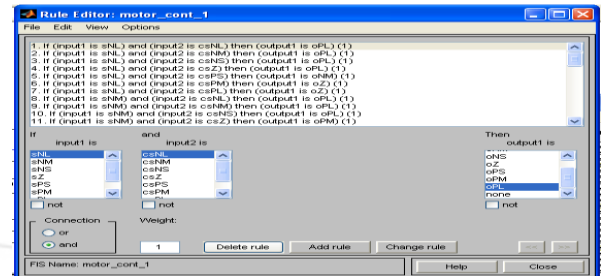 Rule Editor: motor_cont_1
File Edit View Options
1. If (input1 is sNL) and (input2 is csNL) then (output1 is oPL) (1)
2. If (input1 is sNL) and (input2 is csNM) then (output1 is oPL) (1)
3. If (input1 is sNL) and (input2 is csNS) then (output1 is oPL) (1)
4. If (input1 is sNL) and (input2 is csZ) then (output1 is oPL) (1)
5. If (input1 is sNL) and (input2 is csPS) then (output1 is oNM) (1)
6. If (input1 is sNL) and (input2 is csPM) then (output1 is oZ) (1)
7. If (input1 is sNL) and (input2 is csPL) then (output1 is oZ) (1)
8. If (input1 is sNM) and (input2 is csNL) then (output1 is oPL) (1)
9. If (input1 is sNM) and (input2 is csNM) then (output1 is oPL) (1)
10. If (input1 is sNM) and (input2 is csNS) then (output1 is oPL) (1)
11. If (input1 is sNM) and (input2 is csZ) then (output1 is oPM) (1)
If and Then
input1 is input2 is output1 is
sNL csNL oNS
sNM csNM oZ
sNS csNS oPS
sZ csZ oPM
sPS csPS oPL
sPM csPM none
not not not
Connection Weight:
or
and 1 Delete rule Add rule Change rule << >>
FIS Name: motor_cont_1 Help Close